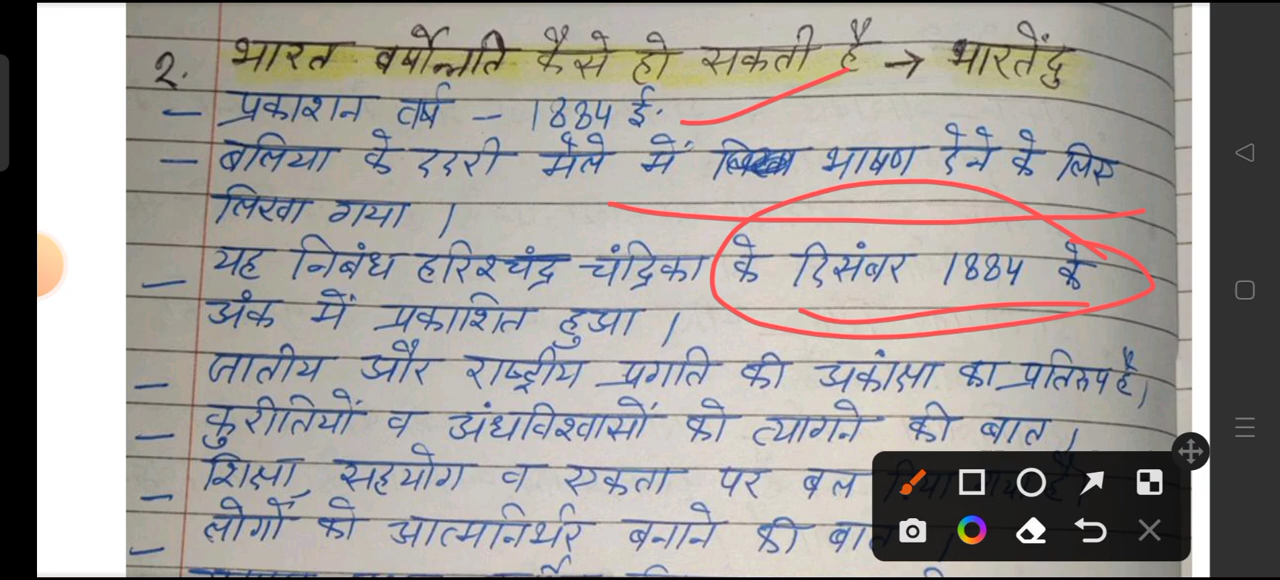 2. भारत वर्षोन्नति कैसे हो सकती है → भारतेंदु
– प्रकाशन वर्ष – 1884 ई.
– बलिया के ददरी मेले में भाषण देने के लिए
लिखा गया ।
– यह निबंध हरिश्चंद्र चंद्रिका के दिसंबर 1884 के
अंक में प्रकाशित हुआ ।
– जातीय और राष्ट्रीय प्रगति की अकांक्षा का प्रतिरुप है।
– कुरीतियों व अंधविश्वासों को त्यागने की बात ।
– शिक्षा, सहयोग व एकता पर बल
– लोगों को आत्मनिर्भर बनाने की बात ।